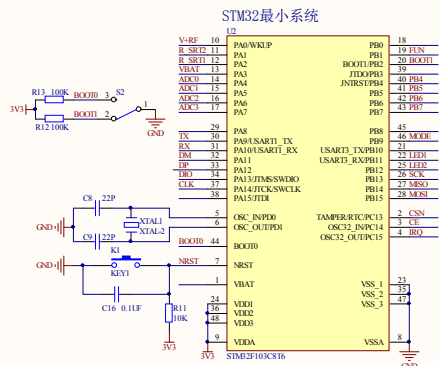 STM32最小系统
U2
V+RF 10 PA0/WKUP PB0 18
R_SRT2 11 PA1 PB1 19 FUN
R_SRT1 12 PA2 BOOT1/PB2 20 BOOT1
VBAT 13 PA3 JTDO/PB3 39
ADC0 14 PA4 JNTRST/PB4 40 PB4
ADC1 15 PA5 PB5 41 PB5
ADC2 16 PA6 PB6 42 PB6
ADC3 17 PA7 PB7 43 PB7
29 PA8 PB8 45
TX 30 PA9/USART1_TX PB9 46 MODE
RX 31 PA10/USART1_RX USART3_TX/PB10 21
DM 32 PA11 USART3_RX/PB11 22 LED1
DP 33 PA12 PB12 25 LED2
DIO 34 PA13/JTMS/SWDIO PB13 26 SCK
CLK 37 PA14/JTCK/SWCLK PB14 27 MISO
38 PA15/JTDI PB15 28 MOSI
5 OSC_IN/PD0 TAMPER/RTC/PC13 2 CSN
6 OSC_OUT/PD1 OSC32_IN/PC14 3 CE
OSC32_OUT/PC15 4 IRQ
BOOT0 44 BOOT0
NRST 7 NRST
1 VBAT VSS_1 23
VSS_2 35
24 VDD1 VSS_3 47
36 VDD2
48 VDD3
9 VDDA VSSA 8
3V3 STM32F103C8T6 GND
R13 100K BOOT0 3 S2
3V3 1
R12 100K BOOT1 2 GND
C8 22P
GND XTAL1
XTAL-2
C9 22P
K1
GND KEY1
C16 0.1UF R11
10K
3V3